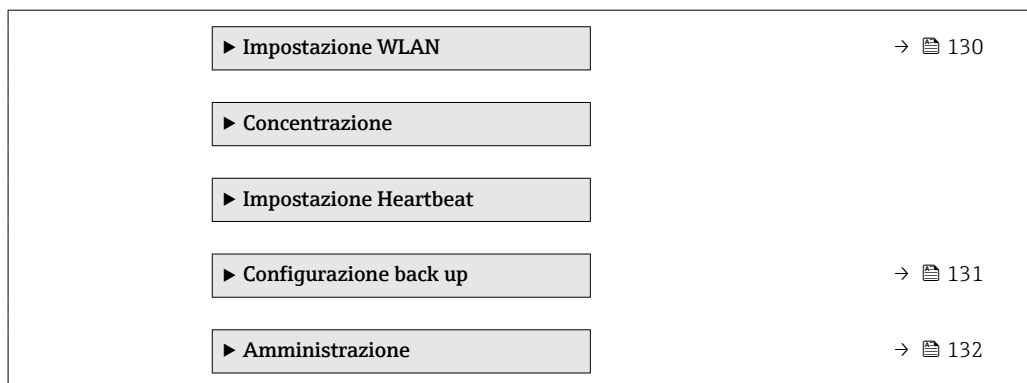 ▶ Impostazione WLAN → 130
▶ Concentrazione
▶ Impostazione Heartbeat
▶ Configurazione back up → 131
▶ Amministrazione → 132